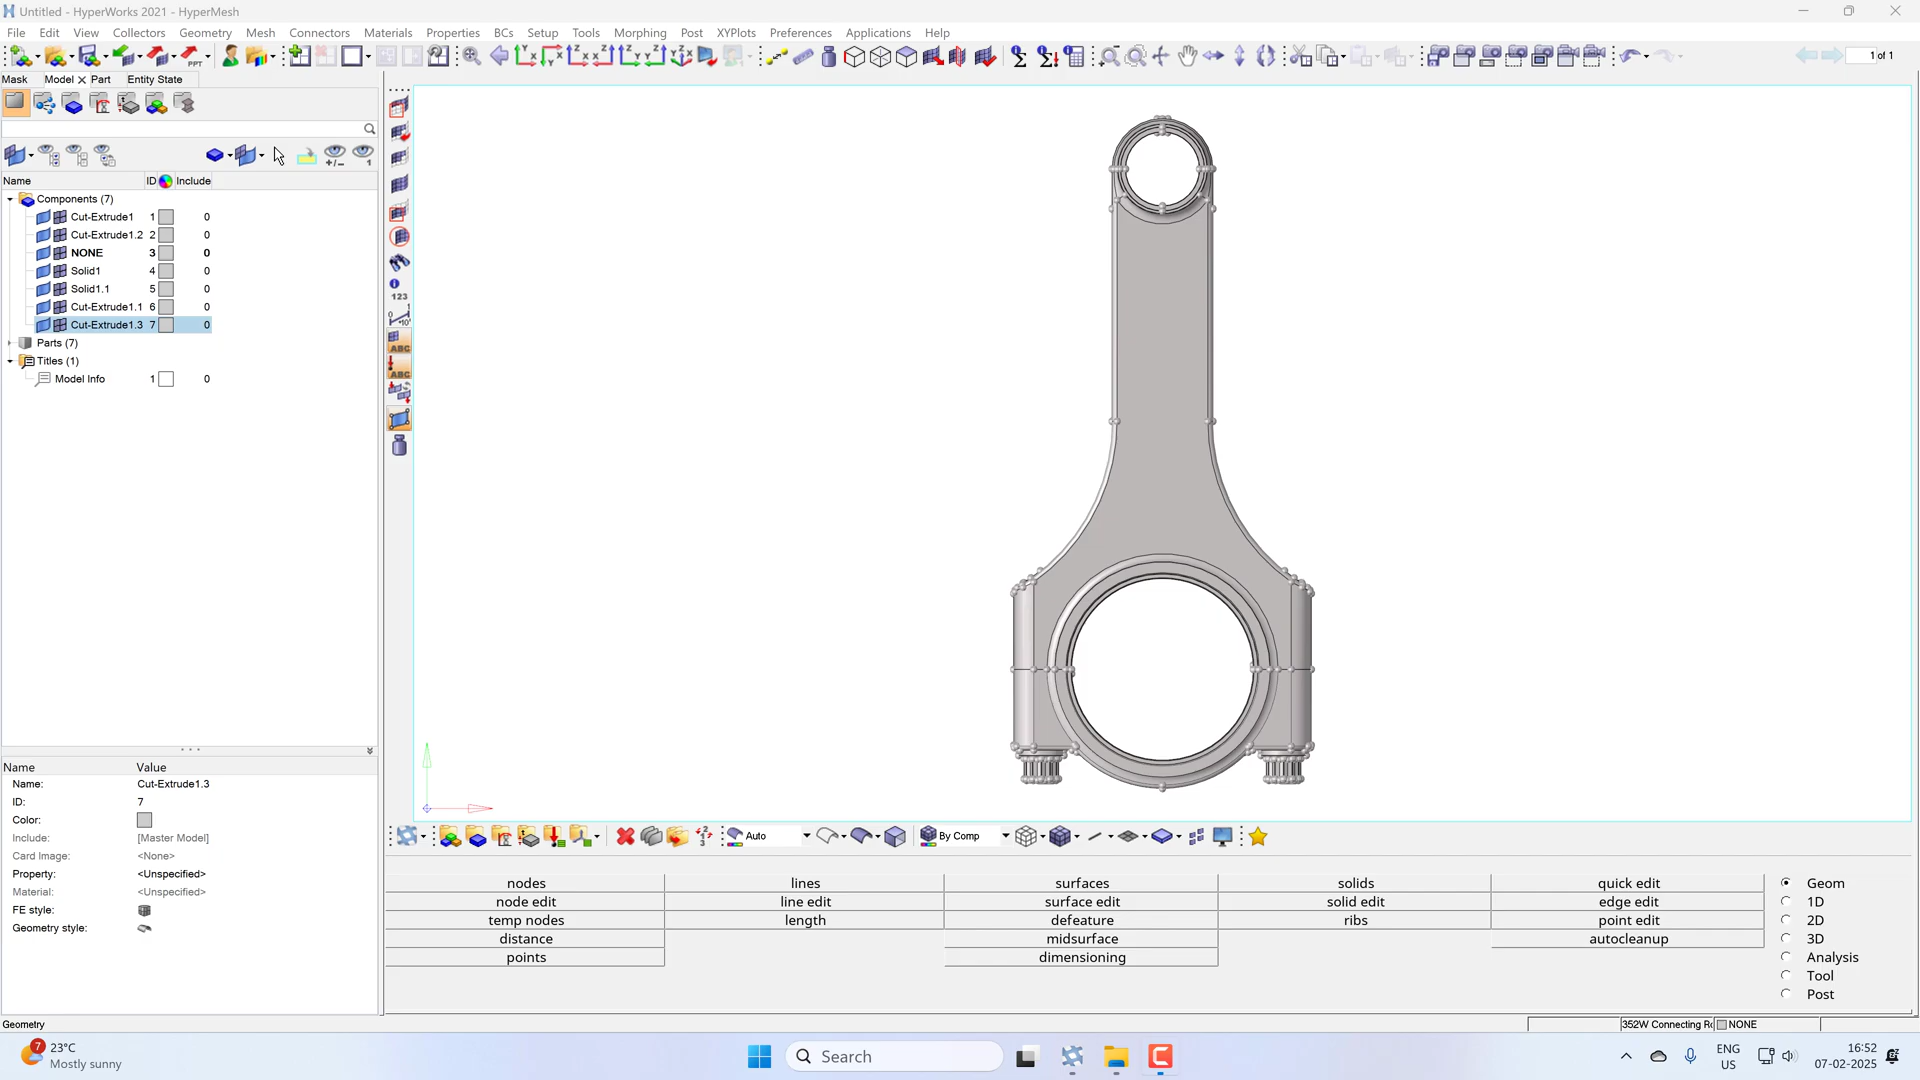 Untitled - HyperWorks 2021 - HyperMesh
File Edit View Collectors Geometry Mesh Connectors Materials Properties BCs Setup Tools Morphing Post XYPlots Preferences Applications Help
1 of 1
Mask Model Part Entity State
Name ID Include
Components (7)
Cut-Extrude1 1 0
Cut-Extrude1.2 2 0
NONE 3 0
Solid1 4 0
Solid1.1 5 0
Cut-Extrude1.1 6 0
Cut-Extrude1.3 7 0
Parts (7)
Titles (1)
Model Info 1 0
123
ABC
ABC
Name Value
Name: Cut-Extrude1.3
ID: 7
Color:
Include: [Master Model]
Card Image: <None>
Property: <Unspecified>
Material: <Unspecified>
FE style:
Geometry style:
Auto By Comp
nodes lines surfaces solids quick edit Geom
node edit line edit surface edit solid edit edge edit 1D
temp nodes length defeature ribs point edit 2D
distance midsurface autocleanup 3D
points dimensioning Analysis
Tool
Post
Geometry 352W Connecting Ro NONE
7 23°C
Mostly sunny
Search
ENG
US
16:52
07-02-2025